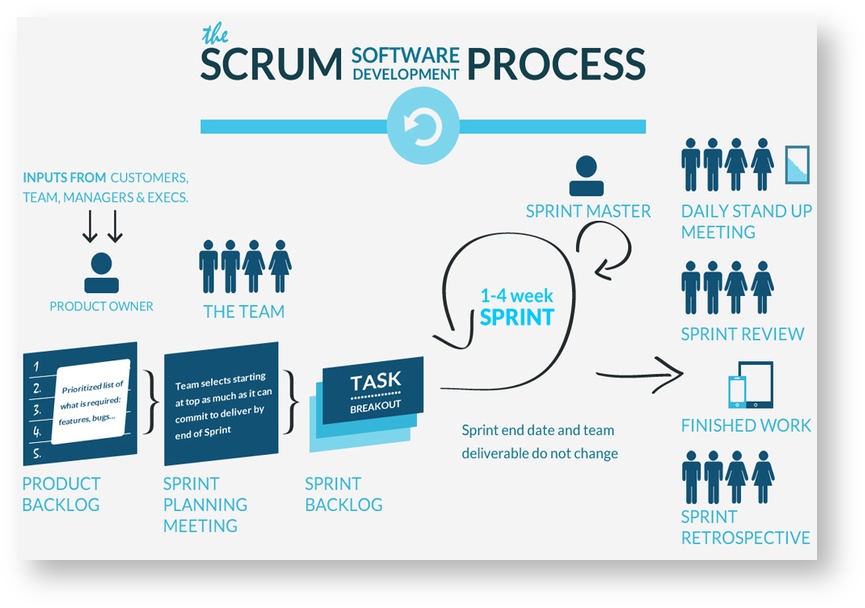 the
SCRUM SOFTWARE DEVELOPMENT PROCESS
INPUTS FROM CUSTOMERS,
TEAM, MANAGERS & EXECS.
PRODUCT OWNER
THE TEAM
1
2.
3.
4.
5.
Prioritized list of
what is required:
features, bugs...
PRODUCT
BACKLOG
Team selects starting
at top as much as it can
commit to deliver by
end of Sprint
SPRINT
PLANNING
MEETING
TASK
BREAKOUT
SPRINT
BACKLOG
1-4 week
SPRINT
SPRINT MASTER
Sprint end date and team
deliverable do not change
DAILY STAND UP
MEETING
SPRINT REVIEW
FINISHED WORK
SPRINT
RETROSPECTIVE